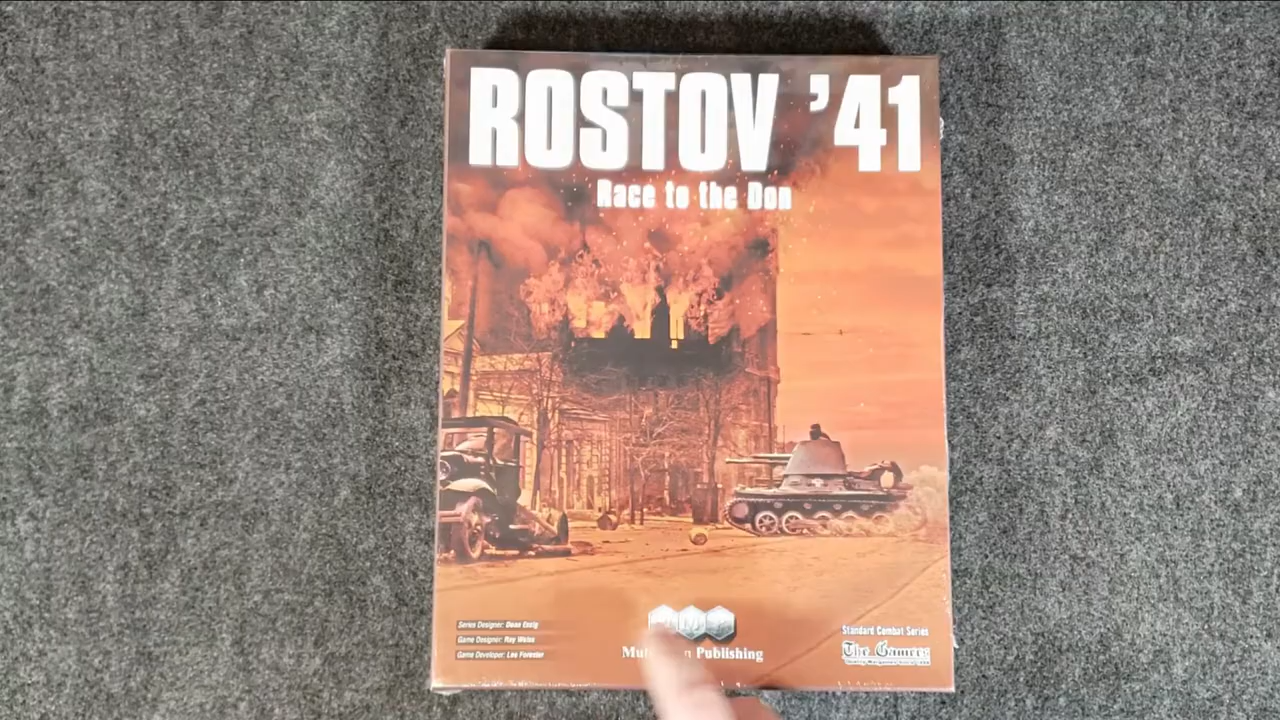 ROSTOV '41
Race to the Don
Series Designer: Dean Essig
Game Designer: Ray Weiss
Game Developer: Lee Forester
Publishing
Standard Combat Series
The Gamers